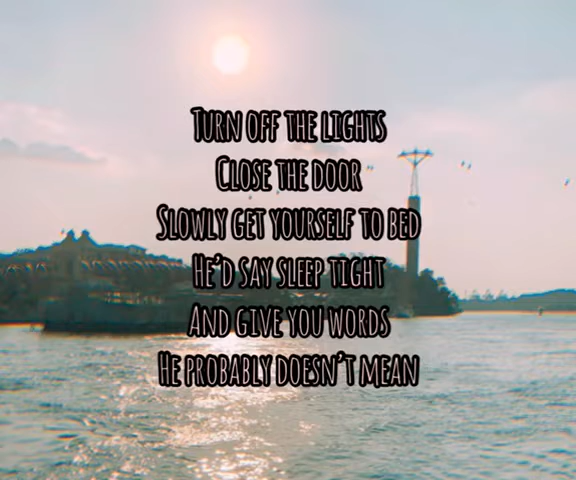 Turn off the lights
Close the door
Slowly get yourself to bed
He'd say sleep tight
And give you words
He probably doesn't mean